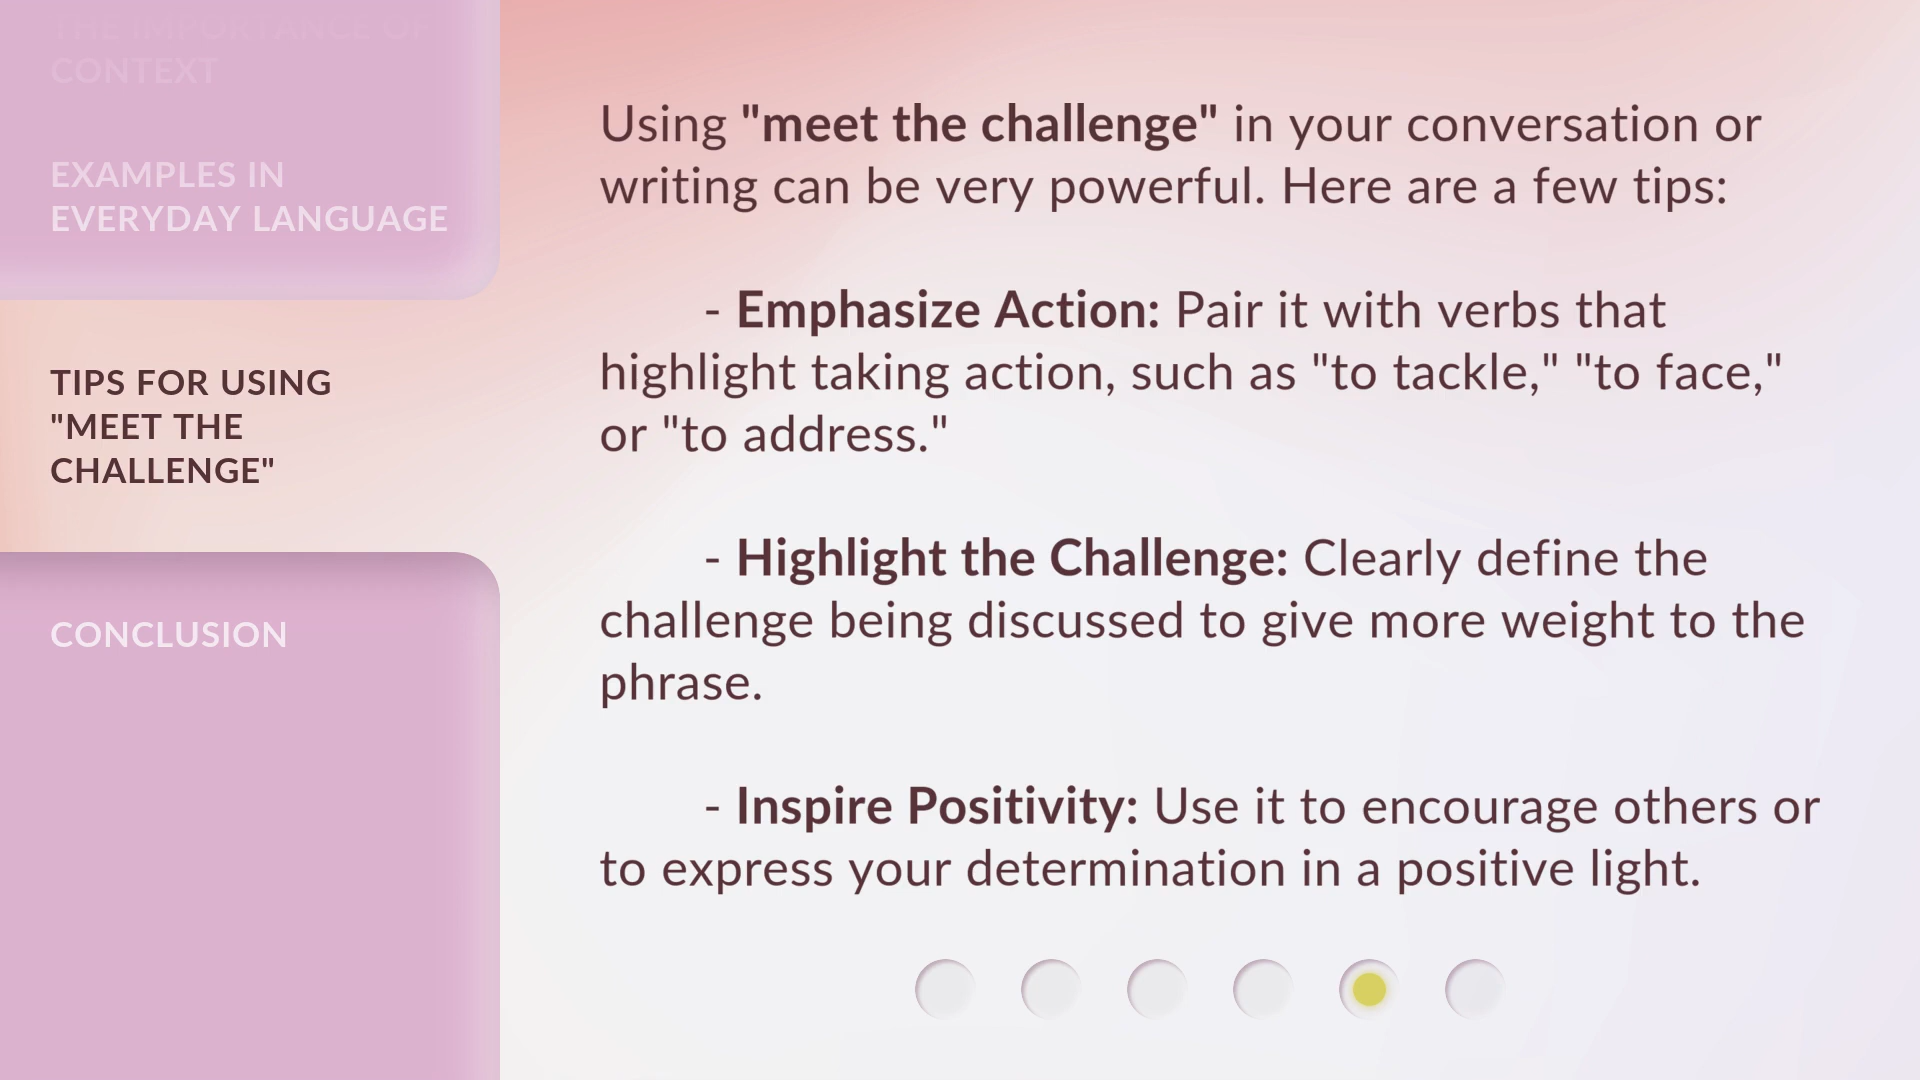 THE IMPORTANCE OF
CONTEXT
EXAMPLES IN
EVERYDAY LANGUAGE
TIPS FOR USING
"MEET THE
CHALLENGE"
CONCLUSION
Using "meet the challenge" in your conversation or
writing can be very powerful. Here are a few tips:
- Emphasize Action: Pair it with verbs that
highlight taking action, such as "to tackle," "to face,"
or "to address."
- Highlight the Challenge: Clearly define the
challenge being discussed to give more weight to the
phrase.
- Inspire Positivity: Use it to encourage others or
to express your determination in a positive light.